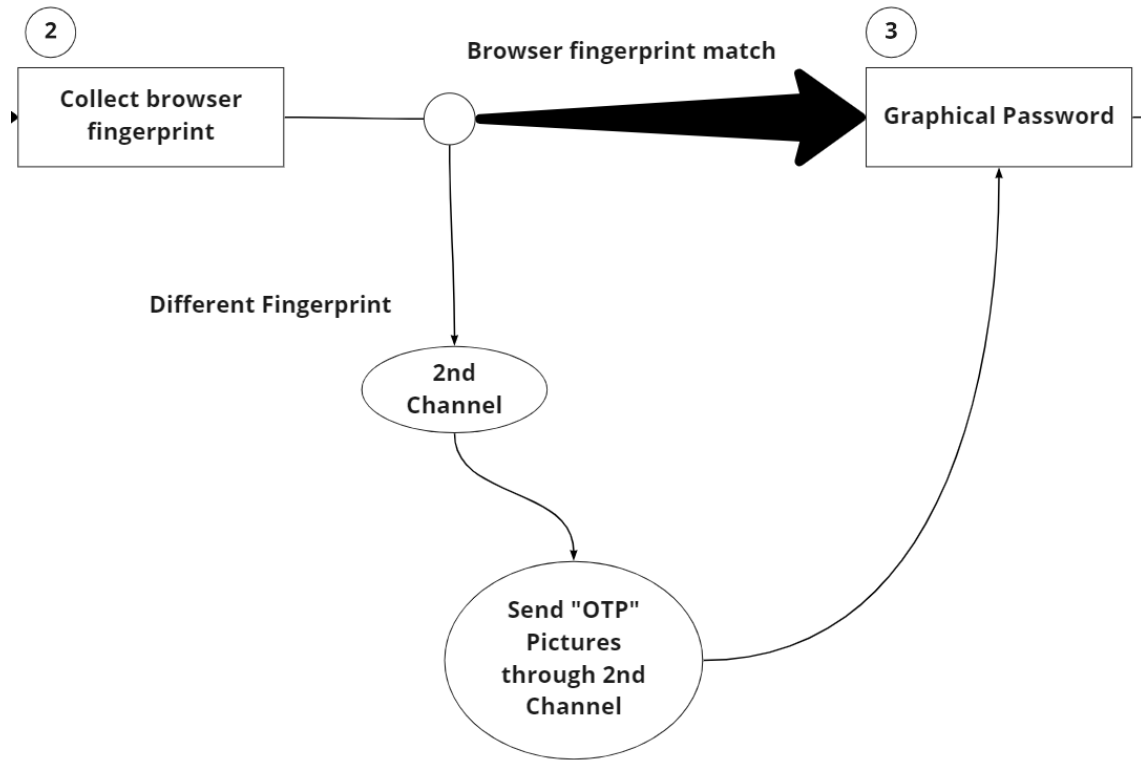 2
3
Browser fingerprint match
Collect browser
fingerprint
Graphical Password
Different Fingerprint
2nd
Channel
Send "OTP"
Pictures
through 2nd
Channel